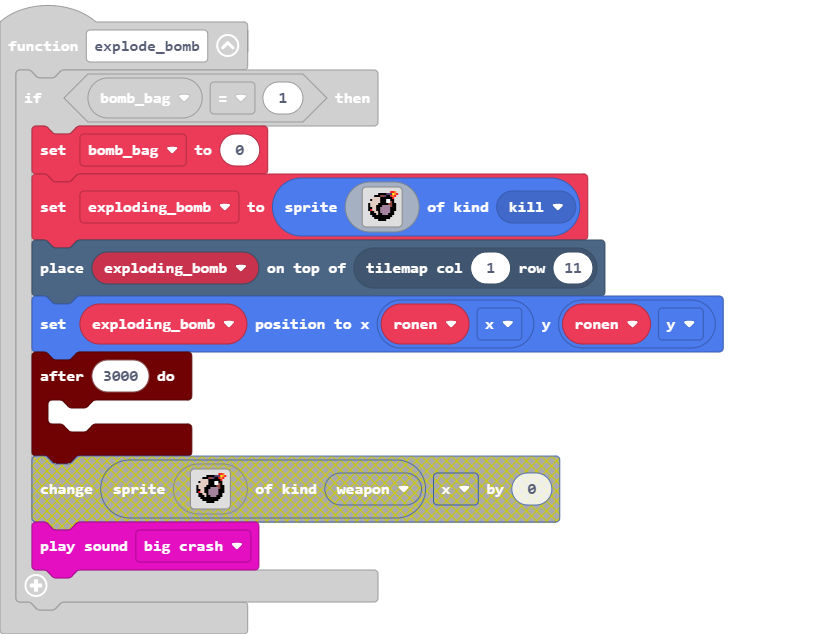 function explode_bomb
if bomb_bag = 1 then
set bomb_bag to 0
set exploding_bomb to sprite of kind kill
place exploding_bomb on top of tilemap col 1 row 11
set exploding_bomb position to x ronen x y ronen y
after 3000 do
change sprite of kind weapon x by 0
play sound big crash